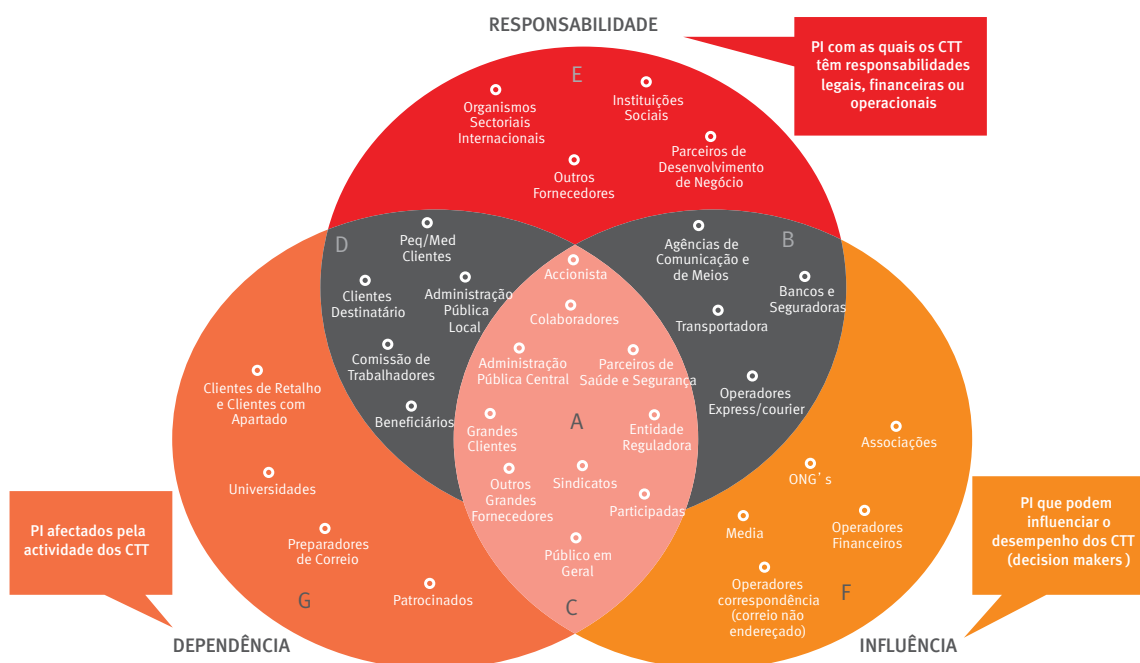 RESPONSABILIDADE
PI com as quais os CTT
têm responsabilidades
legais, financeiras ou
operacionais
E
Organismos
Sectoriais
Internacionais
Instituições
Sociais
Parceiros de
Desenvolvimento
de Negócio
Outros
Fornecedores
D
Peq/Med
Clientes
Clientes
Destinatário
Administração
Pública
Local
Comissão de
Trabalhadores
Beneficiários
B
Agências de
Comunicação e
de Meios
Bancos e
Seguradoras
Transportadora
Operadores
Express/courier
Accionista
Colaboradores
Administração
Pública Central
Parceiros de
Saúde e Segurança
A
Grandes
Clientes
Entidade
Reguladora
Outros
Grandes
Fornecedores
Sindicatos
Participadas
Público em
Geral
C
Clientes de Retalho
e Clientes com
Apartado
Universidades
Preparadores
de Correio
Patrocinados
G
PI afectados pela
actividade dos CTT
DEPENDÊNCIA
Associações
ONG's
Media
Operadores
Financeiros
Operadores
correspondência
(correio não
endereçado)
F
PI que podem
influenciar o
desempenho dos CTT
(decision makers )
INFLUÊNCIA